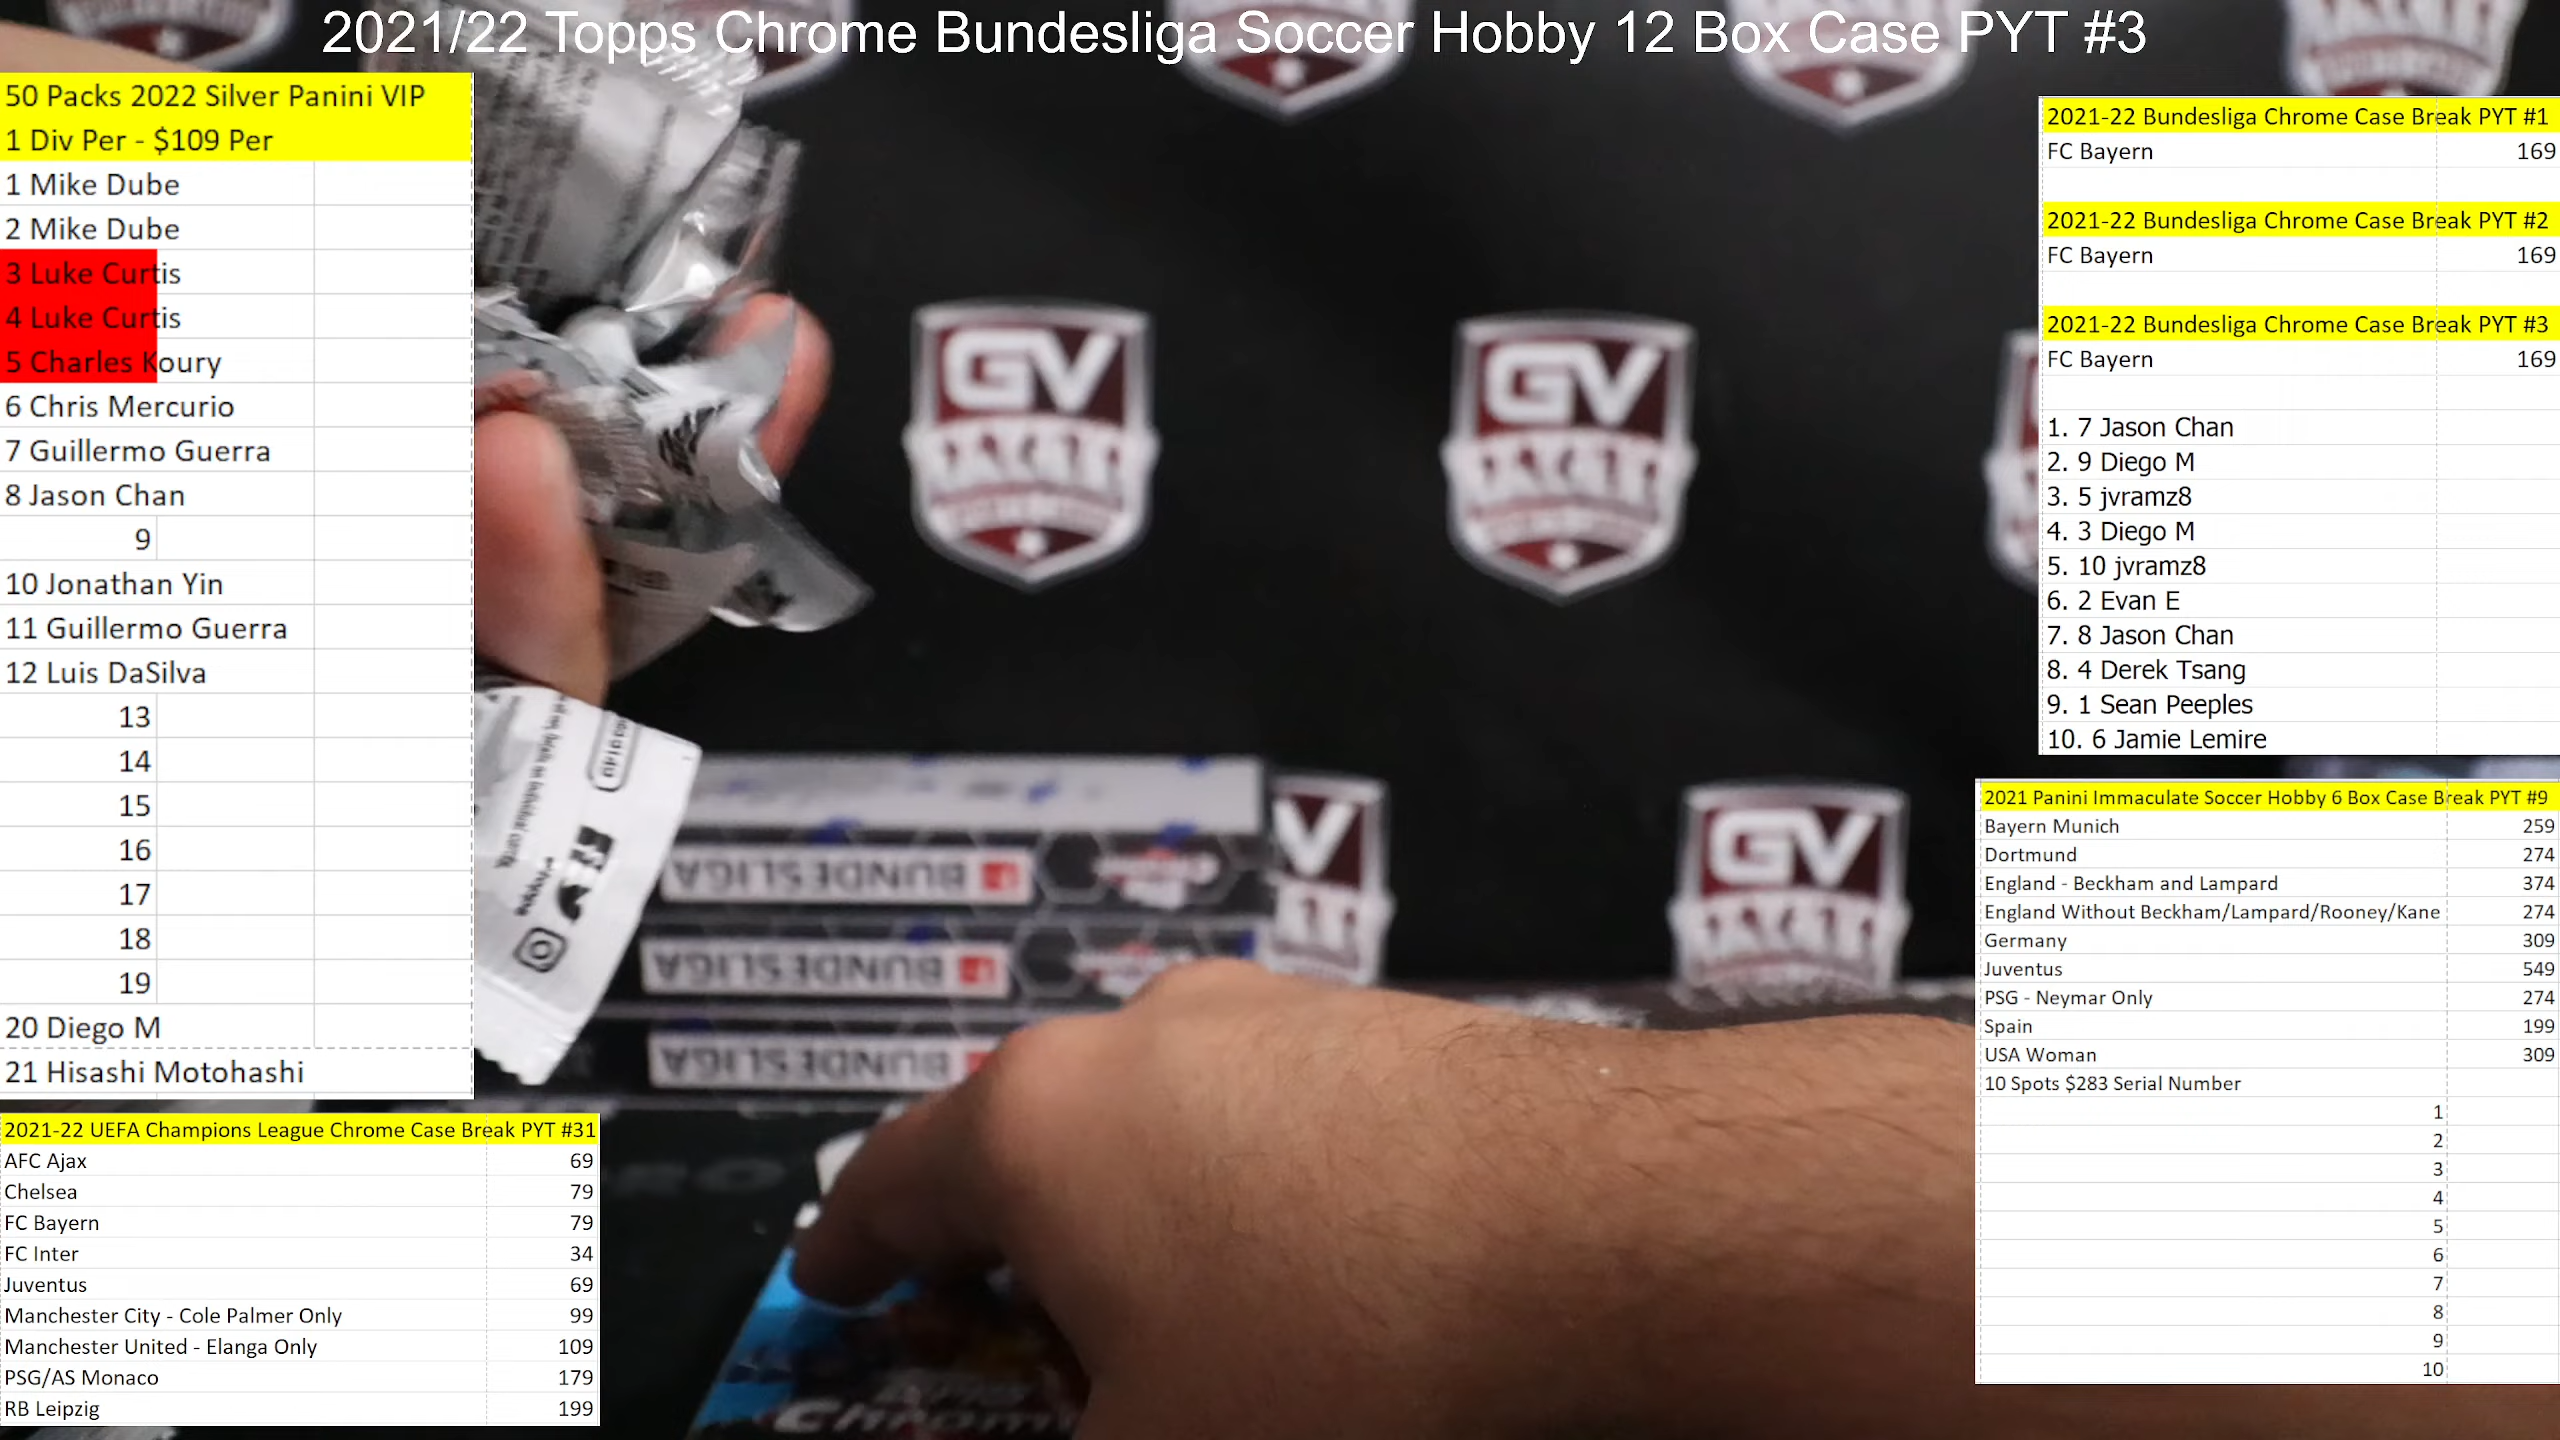 2021/22 Topps Chrome Bundesliga Soccer Hobby 12 Box Case PYT #3
50 Packs 2022 Silver Panini VIP
1 Div Per - $109 Per
1 Mike Dube
2 Mike Dube
3 Luke Curtis
4 Luke Curtis
5 Charles Koury
6 Chris Mercurio
7 Guillermo Guerra
8 Jason Chan
9
10 Jonathan Yin
11 Guillermo Guerra
12 Luis DaSilva
13
14
15
16
17
18
19
20 Diego M
21 Hisashi Motohashi
2021-22 UEFA Champions League Chrome Case Break PYT #31
AFC Ajax 69
Chelsea 79
FC Bayern 79
FC Inter 34
Juventus 69
Manchester City - Cole Palmer Only 99
Manchester United - Elanga Only 109
PSG/AS Monaco 179
RB Leipzig 199
GV
GV
V
GV
BUNDESLIGA
BUNDESLIGA
BUNDESLIGA
Chrom
2021-22 Bundesliga Chrome Case Break PYT #1
FC Bayern 169
2021-22 Bundesliga Chrome Case Break PYT #2
FC Bayern 169
2021-22 Bundesliga Chrome Case Break PYT #3
FC Bayern 169
1. 7 Jason Chan
2. 9 Diego M
3. 5 jvramz8
4. 3 Diego M
5. 10 jvramz8
6. 2 Evan E
7. 8 Jason Chan
8. 4 Derek Tsang
9. 1 Sean Peeples
10. 6 Jamie Lemire
2021 Panini Immaculate Soccer Hobby 6 Box Case Break PYT #9
Bayern Munich 259
Dortmund 274
England - Beckham and Lampard 374
England Without Beckham/Lampard/Rooney/Kane 274
Germany 309
Juventus 549
PSG - Neymar Only 274
Spain 199
USA Woman 309
10 Spots $283 Serial Number
1
2
3
4
5
6
7
8
9
10